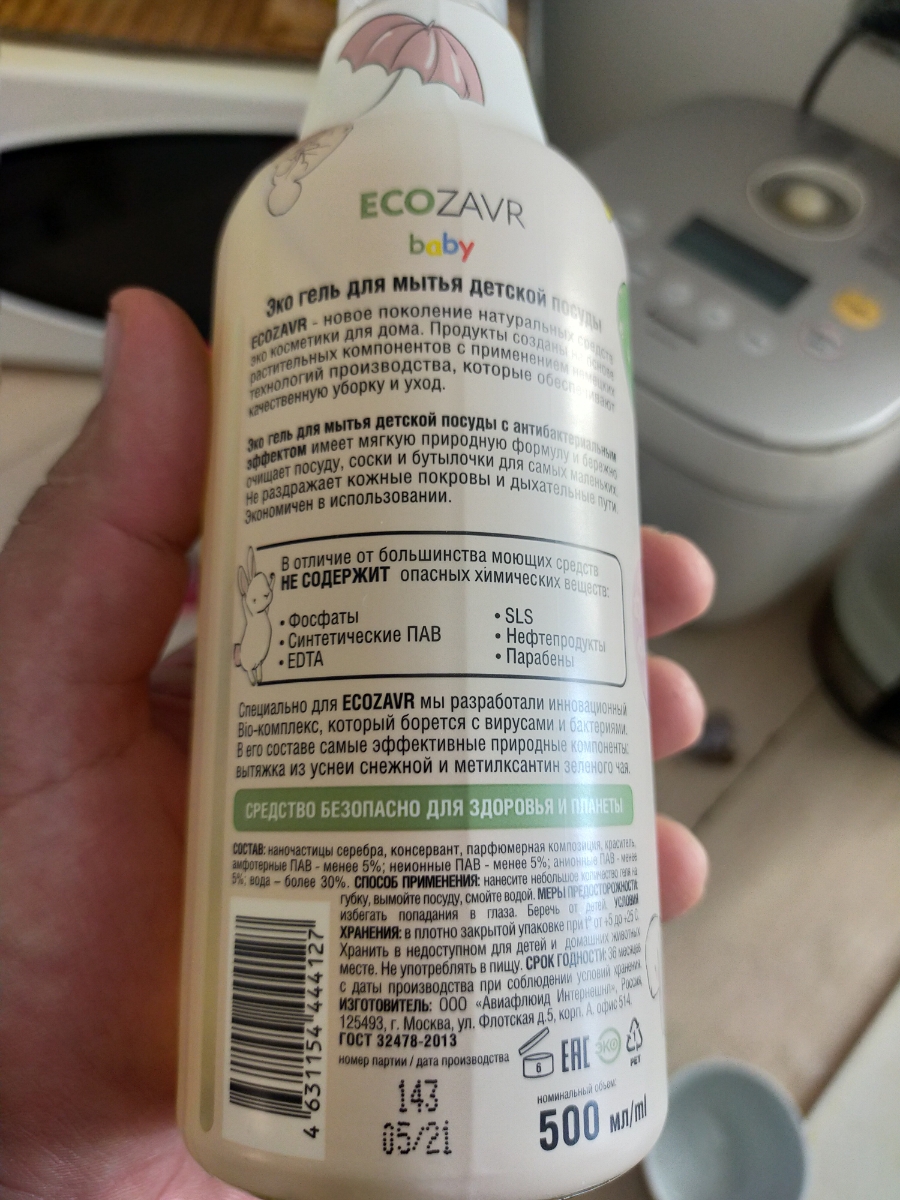 ECOZAVR
baby
Эко гель для мытья детской посуды
ECOZAVR - новое поколение натуральных средств
эко косметики для дома. Продукты созданы на основе
растительных компонентов с применением немецких
технологий производства, которые обеспечивают
качественную уборку и уход.
Эко гель для мытья детской посуды с антибактериальным
эффектом имеет мягкую природную формулу и бережно
очищает посуду, соски и бутылочки для самых маленьких.
Не раздражает кожные покровы и дыхательные пути.
Экономичен в использовании.
В отличие от большинства моющих средств
НЕ СОДЕРЖИТ опасных химических веществ:
• Фосфаты
• Синтетические ПАВ
• EDTA
• SLS
• Нефтепродукты
• Парабены
Специально для ECOZAVR мы разработали инновационный
Bio-комплекс, который борется с вирусами и бактериями.
В его составе самые эффективные природные компоненты:
вытяжка из уснеи снежной и метилксантин зеленого чая.
СРЕДСТВО БЕЗОПАСНО ДЛЯ ЗДОРОВЬЯ И ПЛАНЕТЫ
СОСТАВ: наночастицы серебра, консервант, парфюмерная композиция, краситель,
амфотерные ПАВ - менее 5%; неионные ПАВ - менее 5%; анионные ПАВ - менее
5%; вода – более 30%. СПОСОБ ПРИМЕНЕНИЯ: нанесите небольшое количество геля на
губку, вымойте посуду, смойте водой. МЕРЫ ПРЕДОСТОРОЖНОСТИ:
избегать попадания в глаза. Беречь от детей. УСЛОВИЯ
ХРАНЕНИЯ: в плотно закрытой упаковке при t° от +5 до +25 С.
Хранить в недоступном для детей и домашних животных
месте. Не употреблять в пищу. СРОК ГОДНОСТИ: 36 месяцев
с даты производства при соблюдении условий хранения.
ИЗГОТОВИТЕЛЬ: ООО «Авиафлюид Интернешнл», Россия,
125493, г. Москва, ул. Флотская д.5, корп. А, офис 514.
ГОСТ 32478-2013
номер партии / дата производства
143
05/21
4 631154 444127
6
EAC
ЭКО
PET
номинальный объем:
500 мл/ml